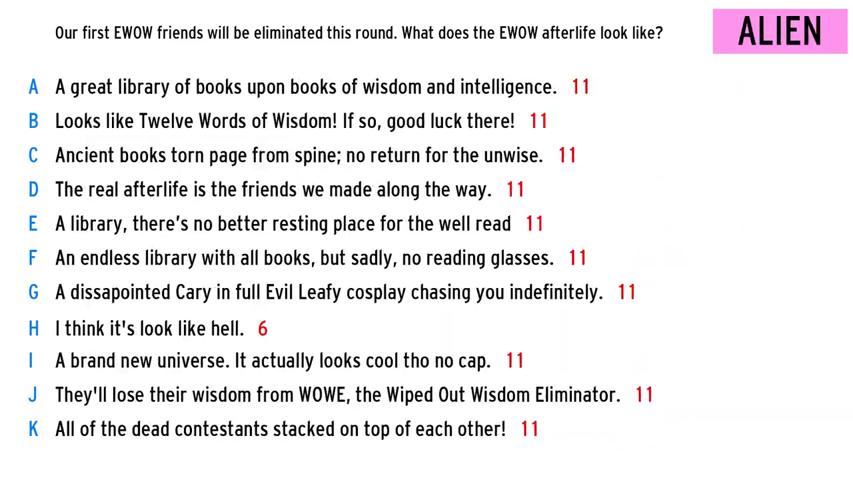 Our first EWOW friends will be eliminated this round. What does the EWOW afterlife look like?
ALIEN
A A great library of books upon books of wisdom and intelligence. 11
B Looks like Twelve Words of Wisdom! If so, good luck there! 11
C Ancient books torn page from spine; no return for the unwise. 11
D The real afterlife is the friends we made along the way. 11
E A library, there's no better resting place for the well read 11
F An endless library with all books, but sadly, no reading glasses. 11
G A dissapointed Cary in full Evil Leafy cosplay chasing you indefinitely. 11
H I think it's look like hell. 6
I A brand new universe. It actually looks cool tho no cap. 11
J They'll lose their wisdom from WOWE, the Wiped Out Wisdom Eliminator. 11
K All of the dead contestants stacked on top of each other! 11